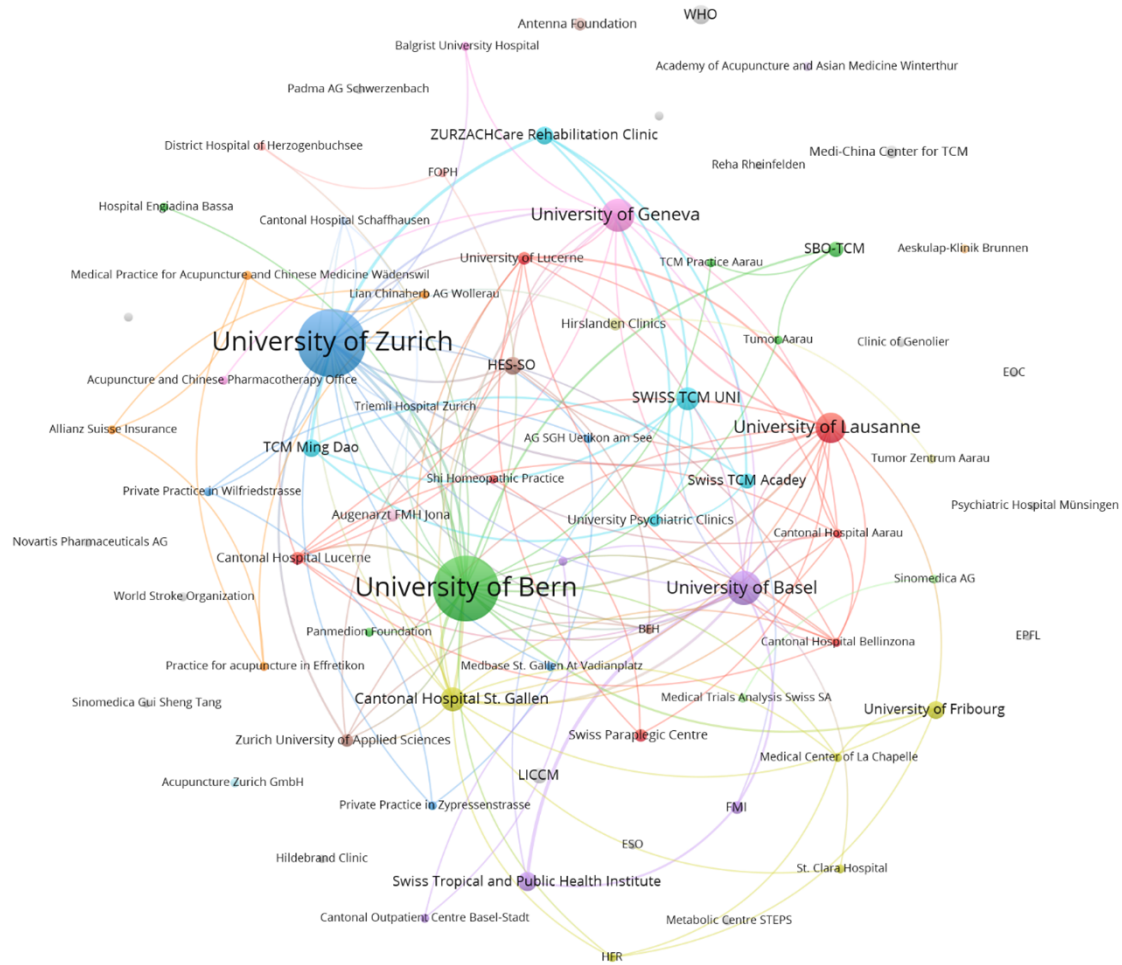 WHO
Antenna Foundation
Balgrist University Hospital
Academy of Acupuncture and Asian Medicine Winterthur
Padma AG Schwerzenbach
ZURZACHCare Rehabilitation Clinic
District Hospital of Herzogenbuchsee
Medi-China Center for TCM
Reha Rheinfelden
FOPH
Hospital Engiadina Bassa
University of Geneva
Cantonal Hospital Schaffhausen
SBO-TCM
Aeskulap-Klinik Brunnen
University of Lucerne
TCM Practice Aarau
Medical Practice for Acupuncture and Chinese Medicine Wädenswil
Lian Chinaherb AG Wollerau
Hirslanden Clinics
University of Zurich
Tumor Aarau
Clinic of Genolier
HES-SO
EOC
Acupuncture and Chinese Pharmacotherapy Office
SWISS TCM UNI
Triemli Hospital Zurich
Allianz Suisse Insurance
University of Lausanne
AG SGH Uetikon am See
TCM Ming Dao
Tumor Zentrum Aarau
Shi Homeopathic Practice
Swiss TCM Acadey
Private Practice in Wilfriedstrasse
Psychiatric Hospital Münsingen
Augenarzt FMH Jona
University Psychiatric Clinics
Cantonal Hospital Aarau
Novartis Pharmaceuticals AG
Cantonal Hospital Lucerne
Sinomedica AG
University of Bern
University of Basel
World Stroke Organization
Panmedion Foundation
BFH
EPFL
Cantonal Hospital Bellinzona
Practice for acupuncture in Effretikon
Medbase St. Gallen At Vadianplatz
Cantonal Hospital St. Gallen
Medical Trials Analysis Swiss SA
Sinomedica Gui Sheng Tang
University of Fribourg
Zurich University of Applied Sciences
Swiss Paraplegic Centre
Medical Center of La Chapelle
LICCM
Acupuncture Zurich GmbH
Private Practice in Zypressenstrasse
FMI
ESO
Hildebrand Clinic
St. Clara Hospital
Swiss Tropical and Public Health Institute
Cantonal Outpatient Centre Basel-Stadt
Metabolic Centre STEPS
HFR